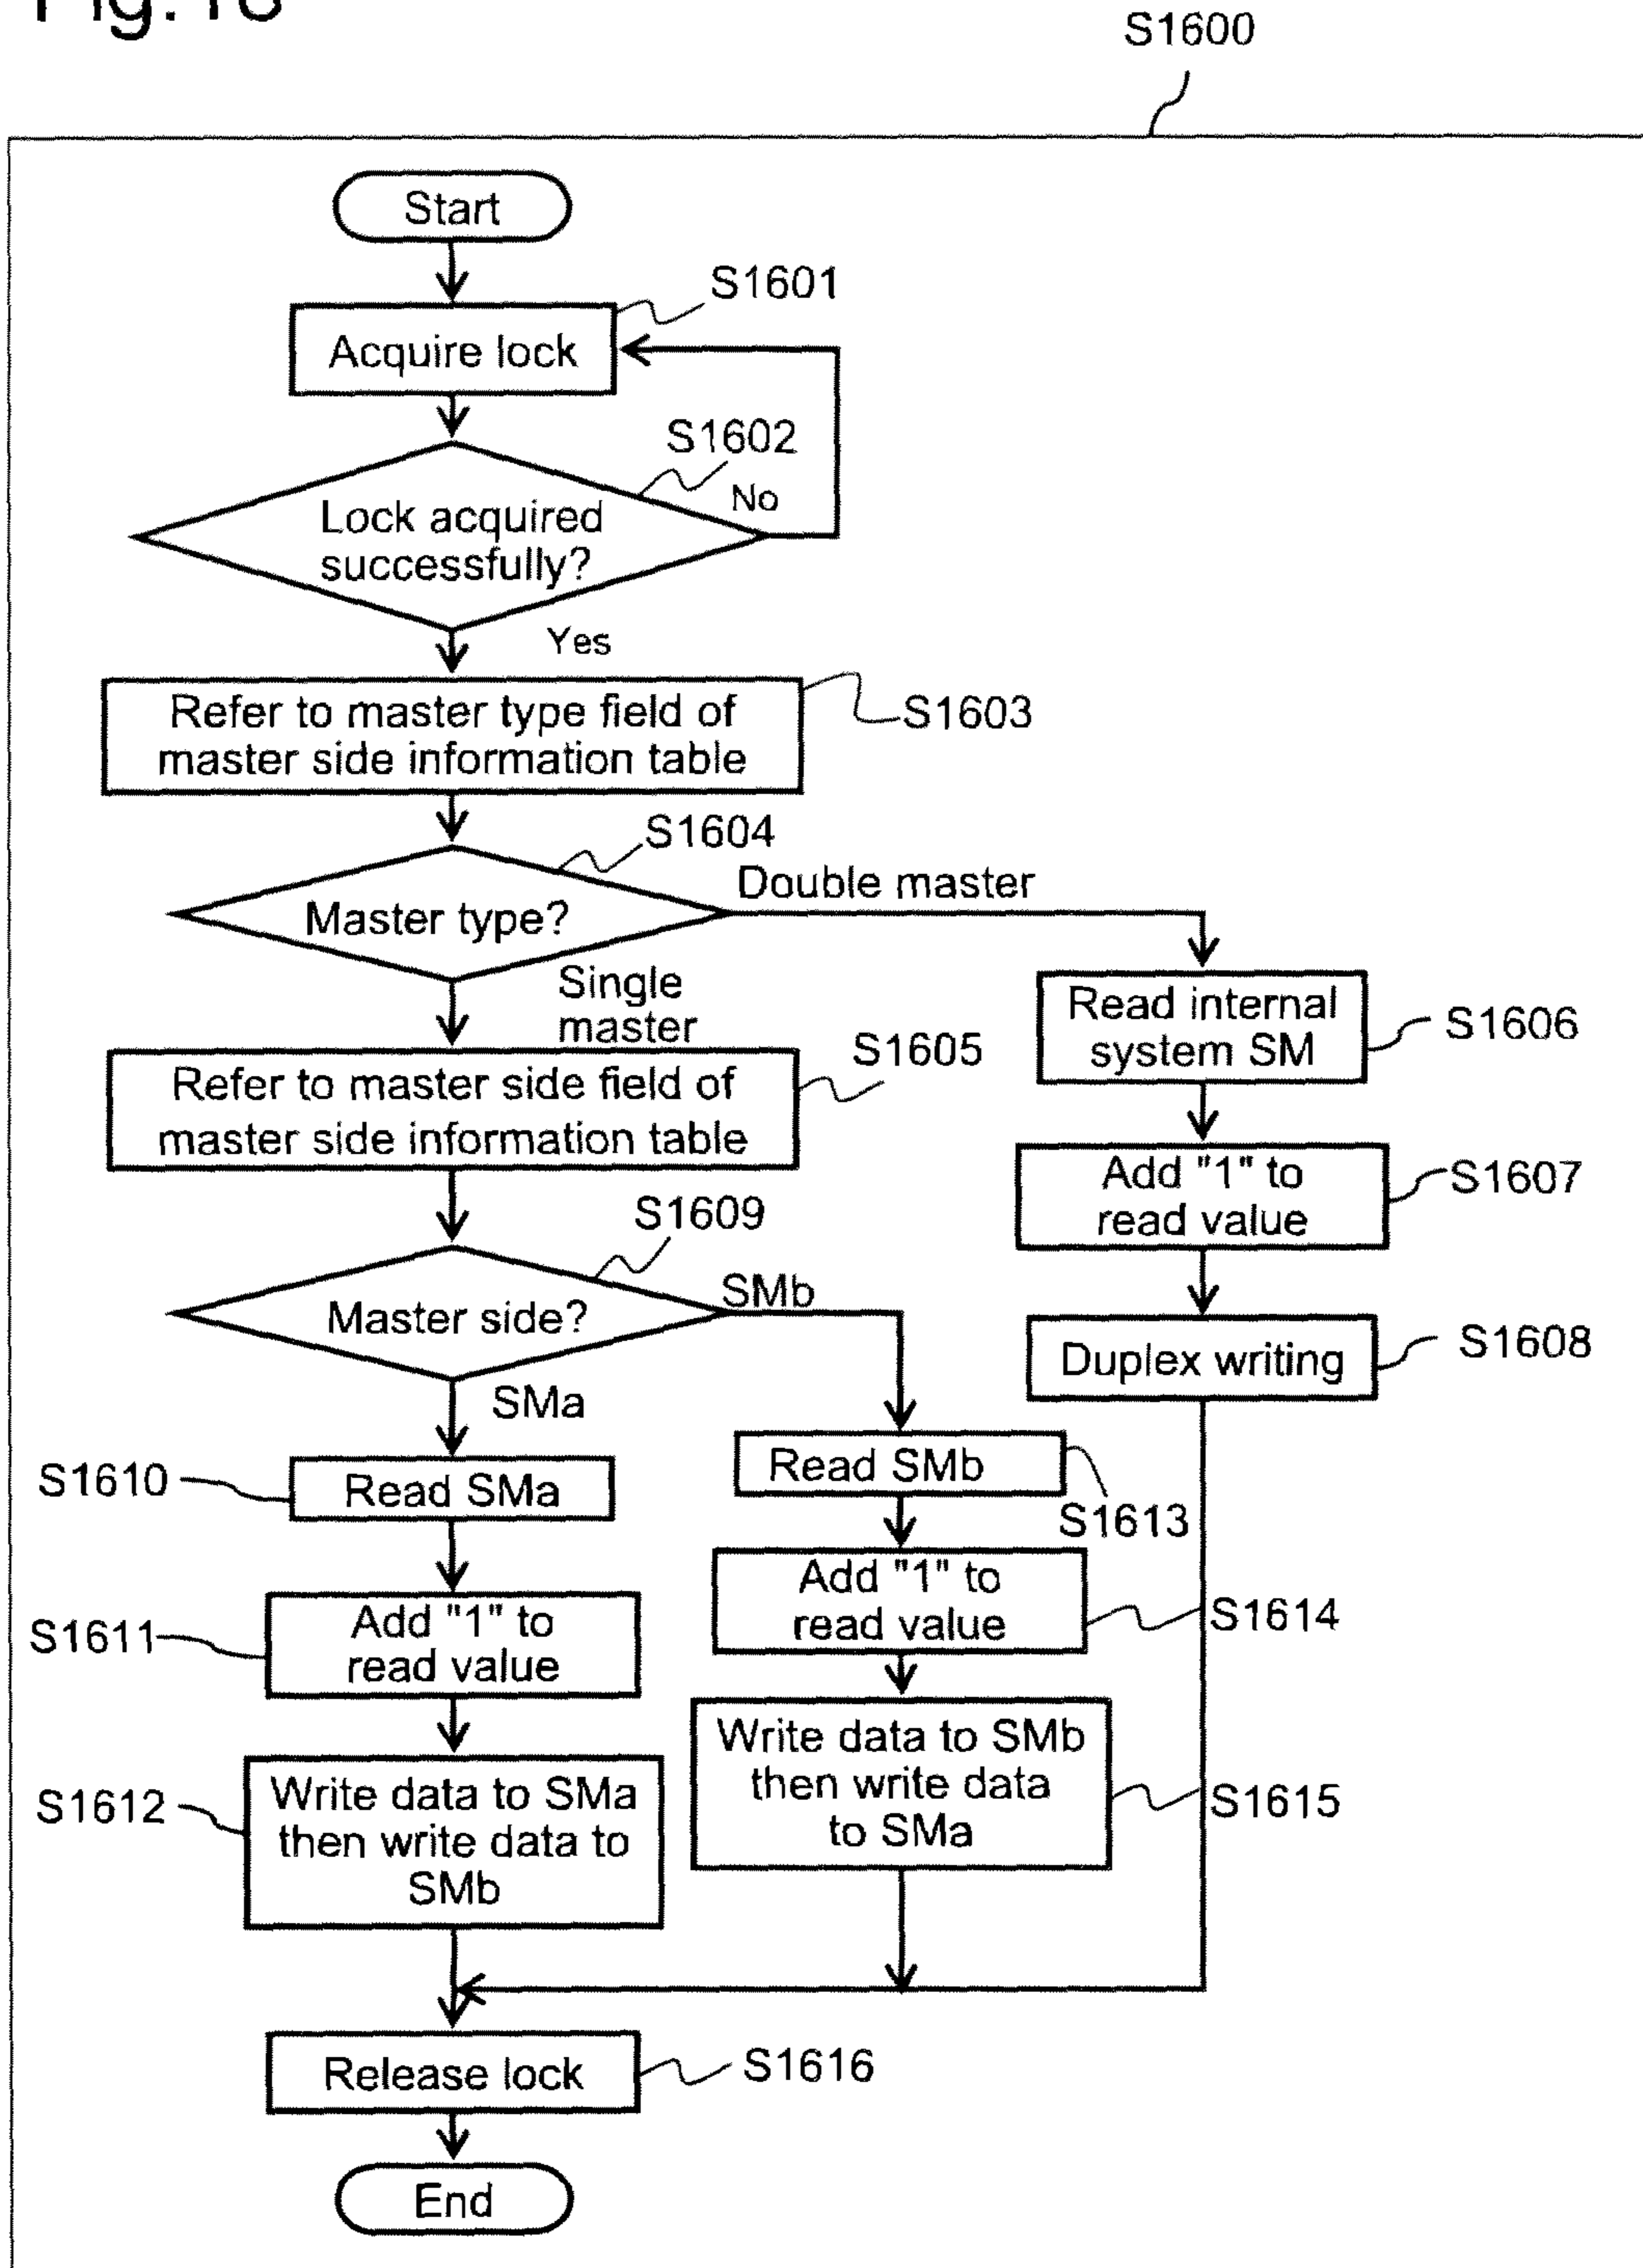 S1600
Start
S1601
Acquire lock
S1602
No
Lock acquired
successfully?
Yes
Refer to master type field of
master side information table
S1603
S1604
Double master
Master type?
Single
master
Read internal
system SM
S1606
S1605
Refer to master side field of
master side information table
Add "1" to
read value
S1607
S1609
SMb
Master side?
Duplex writing
S1608
SMa
Read SMb
S1613
S1610
Read SMa
Add "1" to
read value
S1614
S1611
Add "1" to
read value
Write data to SMb
then write data
to SMa
S1615
S1612
Write data to SMa
then write data to
SMb
Release lock
S1616
End